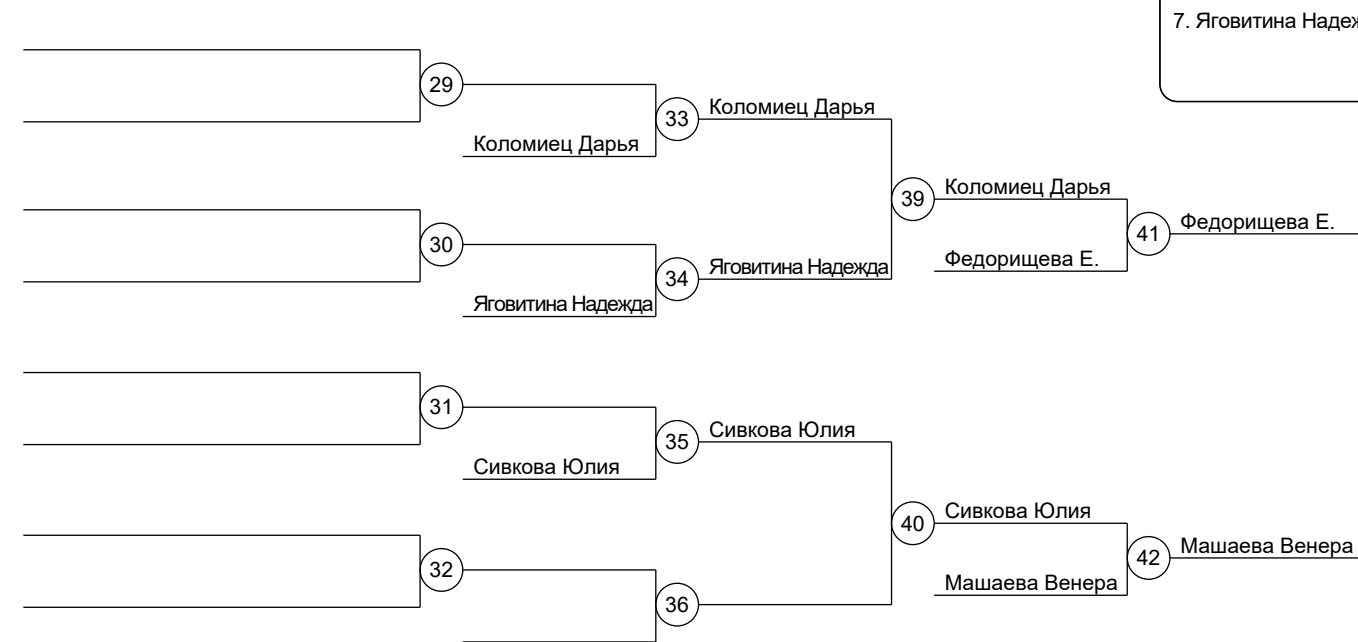 7. Яговитина Надеж
29
33
Коломиец Дарья
Коломиец Дарья
39
Коломиец Дарья
41
Федорищева Е.
30
34
Яговитина Надежда
Федорищева Е.
Яговитина Надежда
31
35
Сивкова Юлия
Сивкова Юлия
40
Сивкова Юлия
42
Машаева Венера
32
36
Машаева Венера